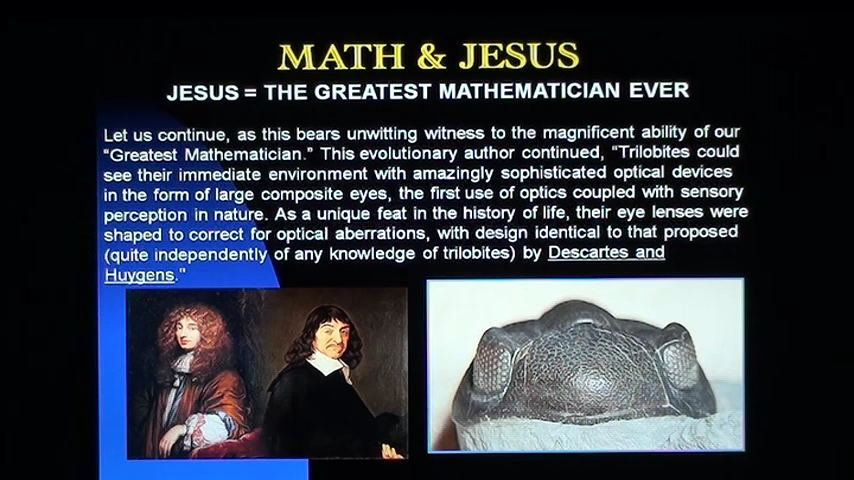 MATH & JESUS
JESUS = THE GREATEST MATHEMATICIAN EVER
Let us continue, as this bears unwitting witness to the magnificent ability of our
“Greatest Mathematician.” This evolutionary author continued, “Trilobites could
see their immediate environment with amazingly sophisticated optical devices
in the form of large composite eyes, the first use of optics coupled with sensory
perception in nature. As a unique feat in the history of life, their eye lenses were
shaped to correct for optical aberrations, with design identical to that proposed
(quite independently of any knowledge of trilobites) by Descartes and
Huygens."